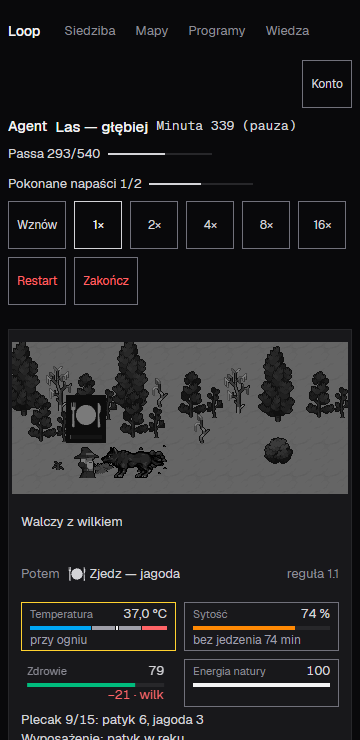 Loop Siedziba Mapy Programy Wiedza
Konto
Agent Las — głębiej Minuta 339 (pauza)
Passa 293/540
Pokonane napaści 1/2
Wznów 1× 2× 4× 8× 16×
Restart Zakończ
Walczy z wilkiem
Potem 🍽 Zjedz — jagoda reguła 1.1
Temperatura 37,0 °C Sytość 74 %
przy ogniu bez jedzenia 74 min
Zdrowie 79 Energia natury 100
−21 · wilk
Plecak 9/15: patyk 6, jagoda 3
Wyposażenie: patyk w ręku